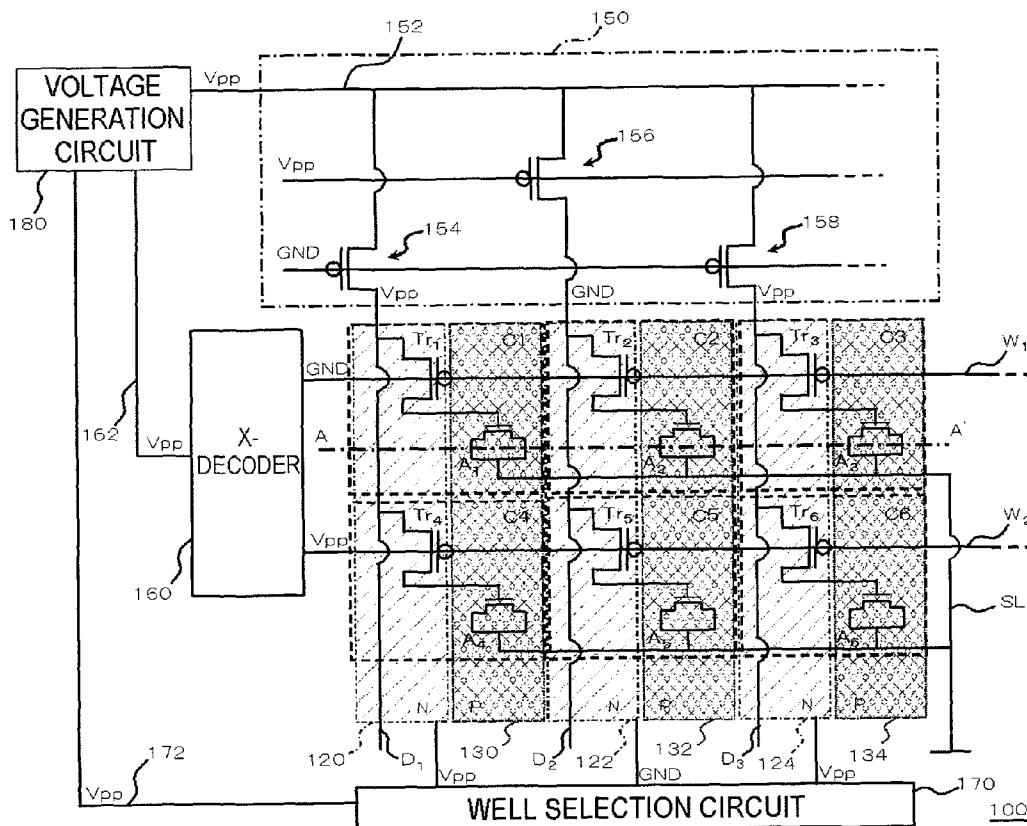 152
150
VOLTAGE
GENERATION
CIRCUIT
Vpp
180
Vpp
156
GND
154
158
Vpp
GND
Vpp
162
Vpp
X-
DECODER
160
GND
Vpp
Tr1
C1
Tr2
C2
Tr3
C3
W1
A
A'
A1
A2
A3
Tr4
C4
Tr5
C5
Tr6
C6
W2
A4
A5
A6
SL
N
P
N
P
N
P
120
D1
130
D2
122
132
D3
124
134
172
Vpp
Vpp
GND
Vpp
170
WELL SELECTION CIRCUIT
100